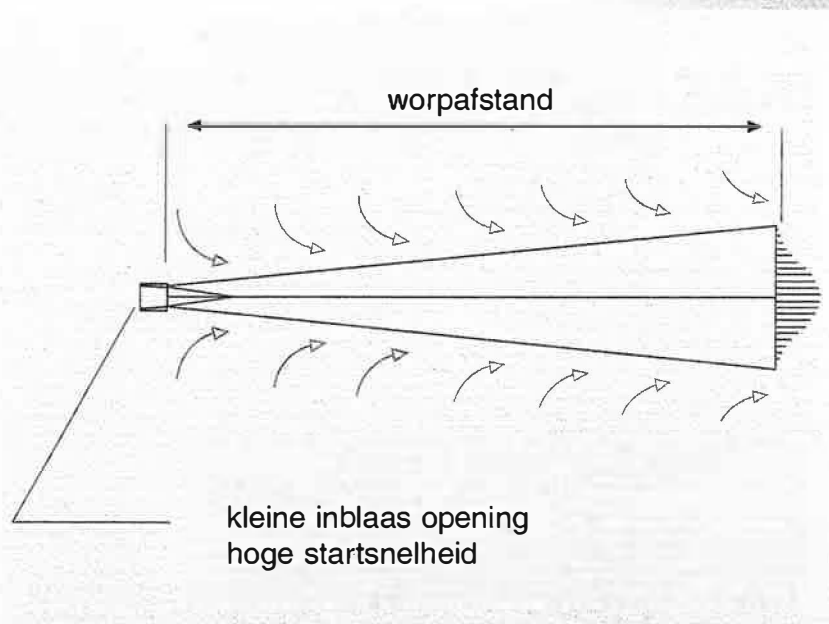 worpafstand
kleine inblaas opening
hoge startsnelheid